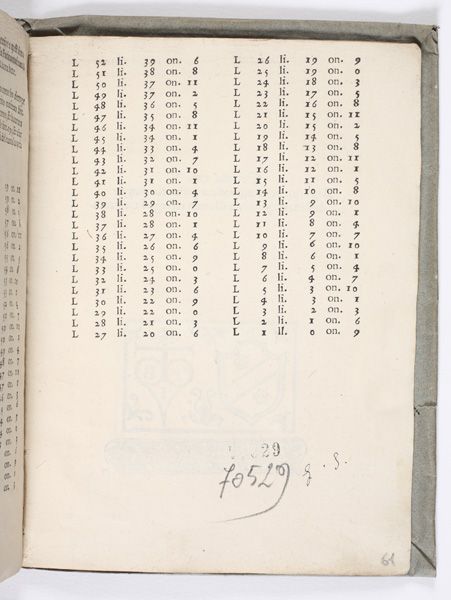 L 52 li. 39 on. 6
L 51 li. 38 on. 8
L 50 li. 37 on. 11
L 49 li. 37 on. 2
L 48 li. 36 on. 5
L 47 li. 35 on. 8
L 46 li. 34 on. 11
L 45 li. 34 on. 1
L 44 li. 33 on. 4
L 43 li. 32 on. 7
L 42 li. 31 on. 10
L 41 li. 31 on. 1
L 40 li. 30 on. 4
L 39 li. 29 on. 7
L 38 li. 28 on. 10
L 37 li. 28 on. 1
L 36 li. 27 on. 4
L 35 li. 26 on. 6
L 34 li. 25 on. 9
L 33 li. 25 on. 0
L 32 li. 24 on. 3
L 31 li. 23 on. 6
L 30 li. 22 on. 9
L 29 li. 22 on. 0
L 28 li. 21 on. 3
L 27 li. 20 on. 6
L 26 li. 19 on. 9
L 25 li. 19 on. 0
L 24 li. 18 on. 3
L 23 li. 17 on. 5
L 22 li. 16 on. 8
L 21 li. 15 on. 11
L 20 li. 15 on. 2
L 19 li. 14 on. 5
L 18 li. 13 on. 8
L 17 li. 12 on. 11
L 16 li. 12 on. 1
L 15 li. 11 on. 5
L 14 li. 10 on. 8
L 13 li. 9 on. 10
L 12 li. 9 on. 1
L 11 li. 8 on. 4
L 10 li. 7 on. 7
L 9 li. 6 on. 10
L 8 li. 6 on. 1
L 7 li. 5 on. 4
L 6 li. 4 on. 7
L 5 li. 3 on. 10
L 4 li. 3 on. 1
L 3 li. 2 on. 3
L 2 li. 1 on. 6
L 1 li. 0 on. 9
29
70529
61